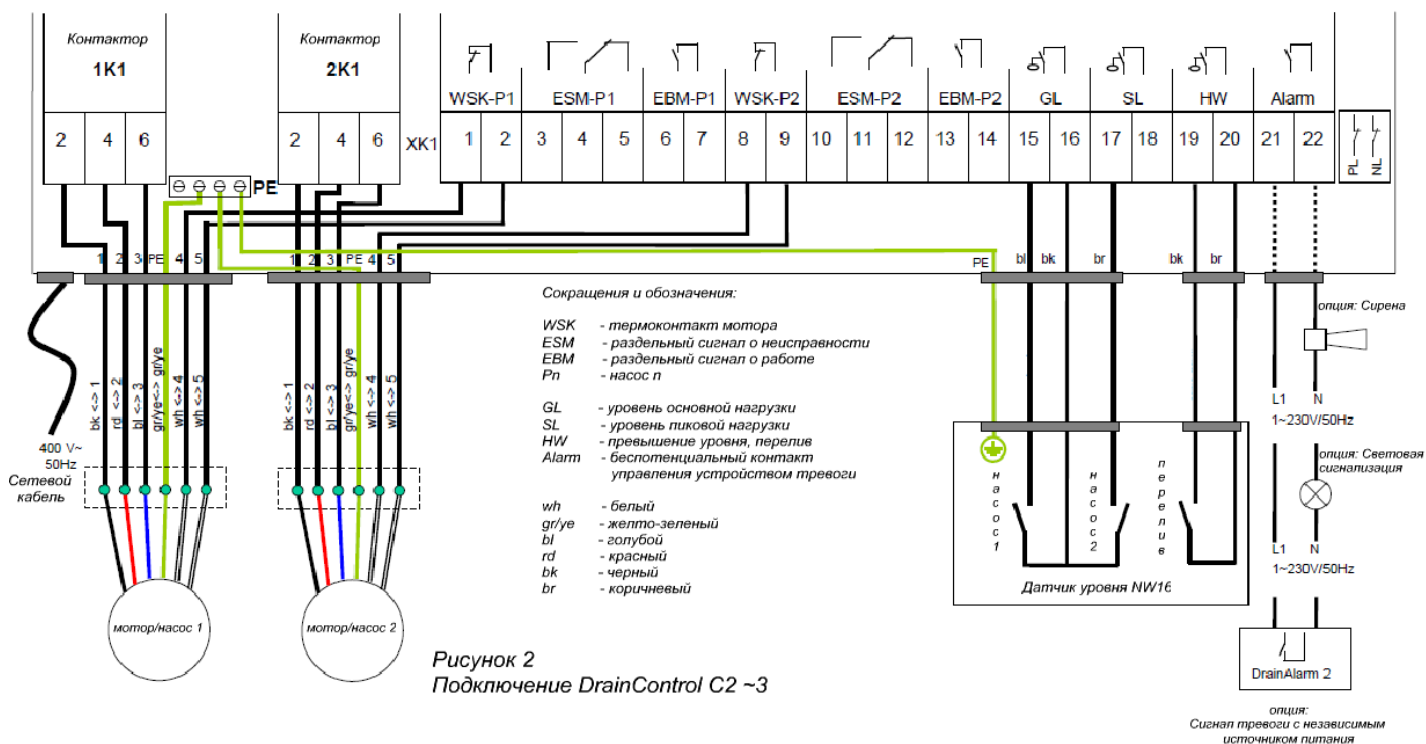 Контактор
1K1
Контактор
2K1
WSK-P1
ESM-P1
EBM-P1
WSK-P2
ESM-P2
EBM-P2
GL
SL
HW
Alarm
2
4
6
2
4
6
XK1
1
2
3
4
5
6
7
8
9
10
11
12
13
14
15
16
17
18
19
20
21
22
PL
NL
PE
1
2
3
PE
4
5
1
2
3
PE
4
5
PE
bl
bk
br
bk
br
bk <-> 1
rd <-> 2
bl <-> 3
gr/ye<-> gr/ye
wh <->4
wh <->5
bk <-> 1
rd <-> 2
bl <-> 3
gr/ye<-> gr/ye
wh <->4
wh <->5
400 V~
50Hz
Сетевой
кабель
мотор/насос 1
мотор/насос 2
Сокращения и обозначения:
WSK - термоконтакт мотора
ESM - раздельный сигнал о неисправности
EBM - раздельный сигнал о работе
Pn - насос n
GL - уровень основной нагрузки
SL - уровень пиковой нагрузки
HW - превышение уровня, перелив
Alarm - беспотенциальный контакт
управления устройством тревоги
wh - белый
gr/ye - желто-зеленый
bl - голубой
rd - красный
bk - черный
br - коричневый
насос 1
насос 2
перелив
Датчик уровня NW16
опция: Сирена
L1 N
1~230V/50Hz
опция: Световая
сигнализация
L1 N
1~230V/50Hz
DrainAlarm 2
опция:
Сигнал тревоги с независимым
источником питания
Рисунок 2
Подключение DrainControl C2 ~3